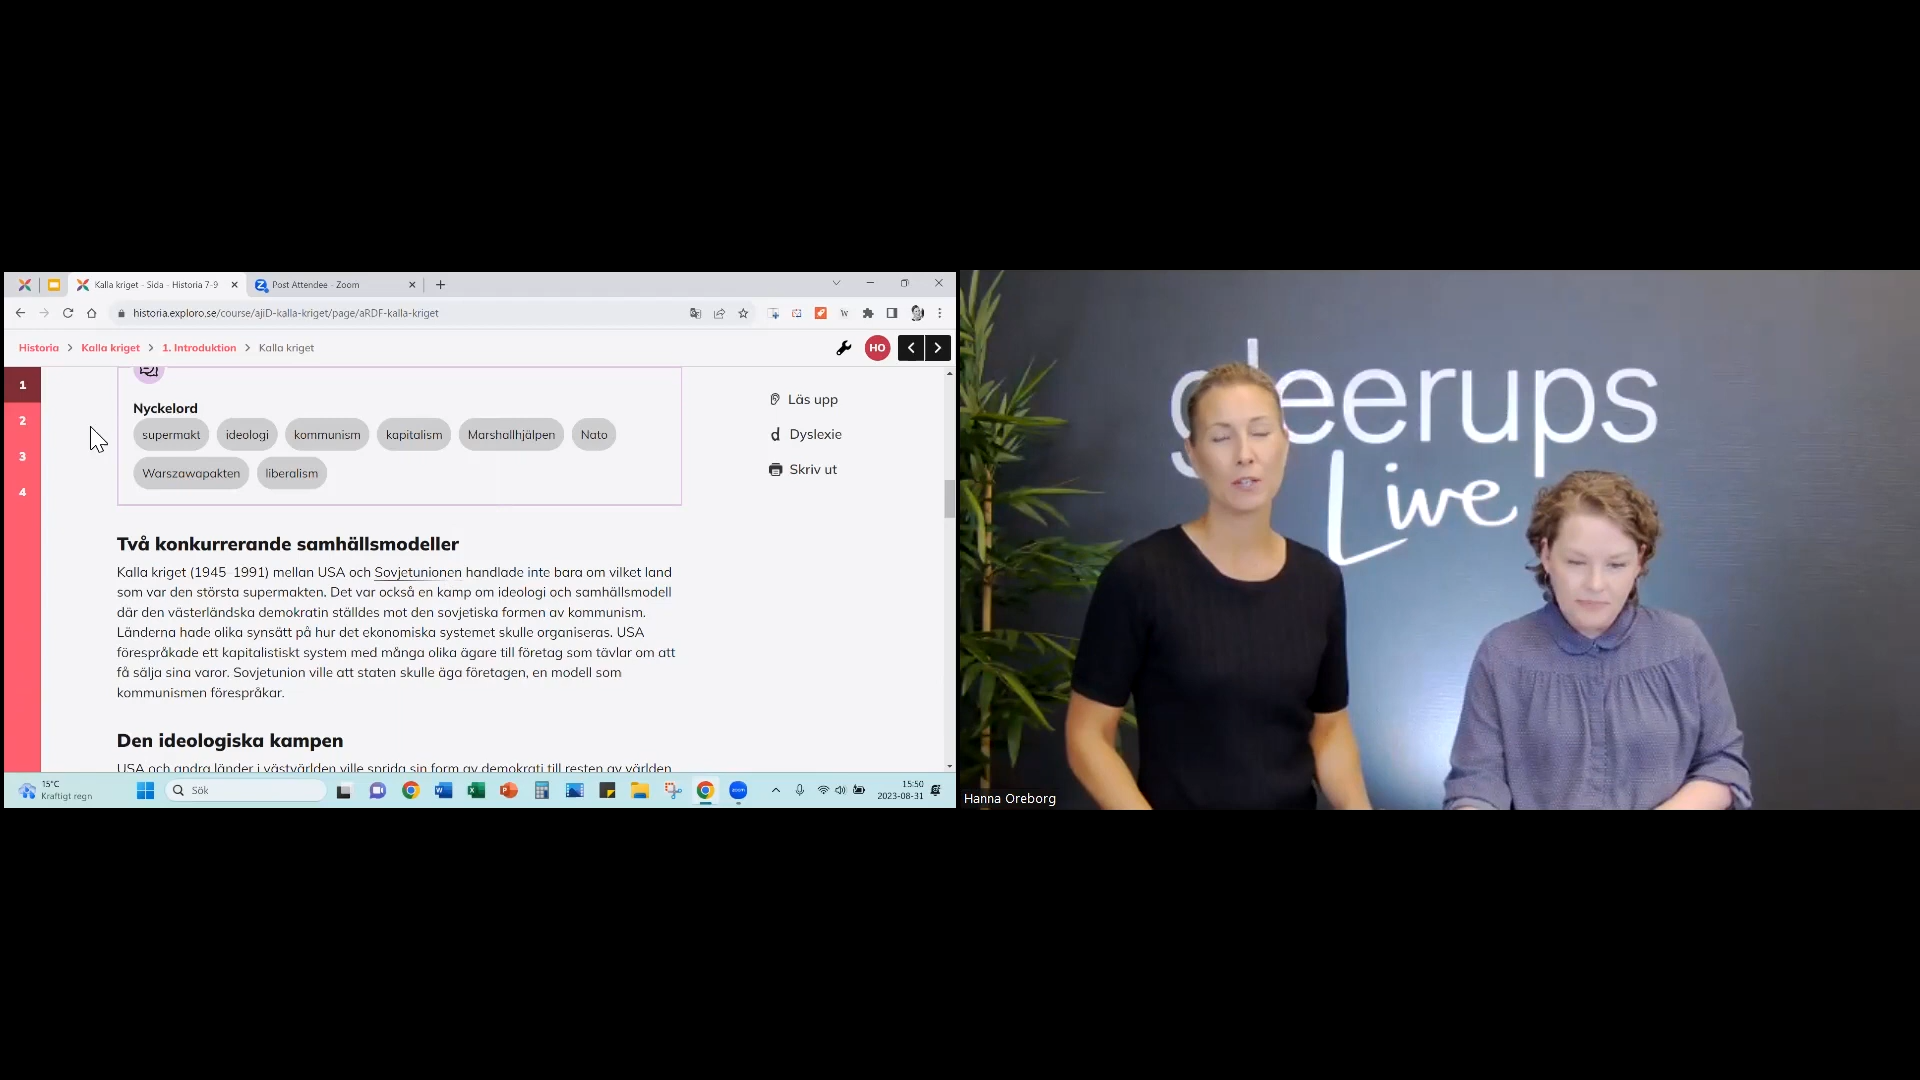 Kalla kriget - Sida - Historia 7-9
Post Attendee - Zoom
historia.exploro.se/course/ajiD-kalla-kriget/page/aRDF-kalla-kriget
Historia > Kalla kriget > 1. Introduktion > Kalla kriget
HO
1
2
3
4
Nyckelord
supermakt ideologi kommunism kapitalism Marshallhjälpen Nato
Warszawapakten liberalism
Läs upp
Dyslexie
Skriv ut
Två konkurrerande samhällsmodeller
Kalla kriget (1945 1991) mellan USA och Sovjetunionen handlade inte bara om vilket land
som var den största supermakten. Det var också en kamp om ideologi och samhällsmodell
där den västerländska demokratin ställdes mot den sovjetiska formen av kommunism.
Länderna hade olika synsätt på hur det ekonomiska systemet skulle organiseras. USA
förespråkade ett kapitalistiskt system med många olika ägare till företag som tävlar om att
få sälja sina varor. Sovjetunion ville att staten skulle äga företagen, en modell som
kommunismen förespråkar.
Den ideologiska kampen
USA och andra länder i västvärlden ville sprida sin form av demokrati till resten av världen
15°C
Kraftigt regn
Sök
15:50
2023-08-31
gleerups
Live
Hanna Oreborg